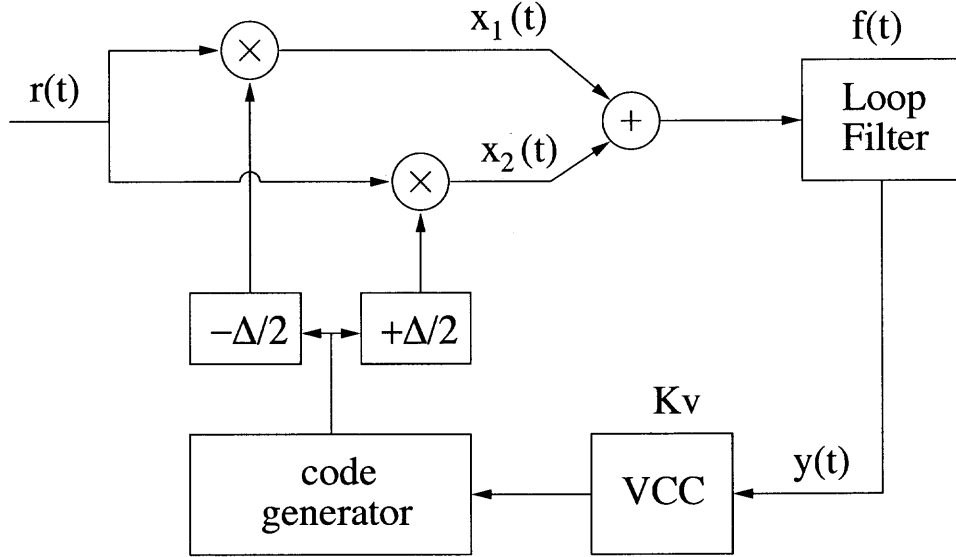 x₁(t)
f(t)
×
r(t)
Loop
Filter
+
x₂(t)
×
−Δ/2
+Δ/2
Kv
code
generator
VCC
y(t)